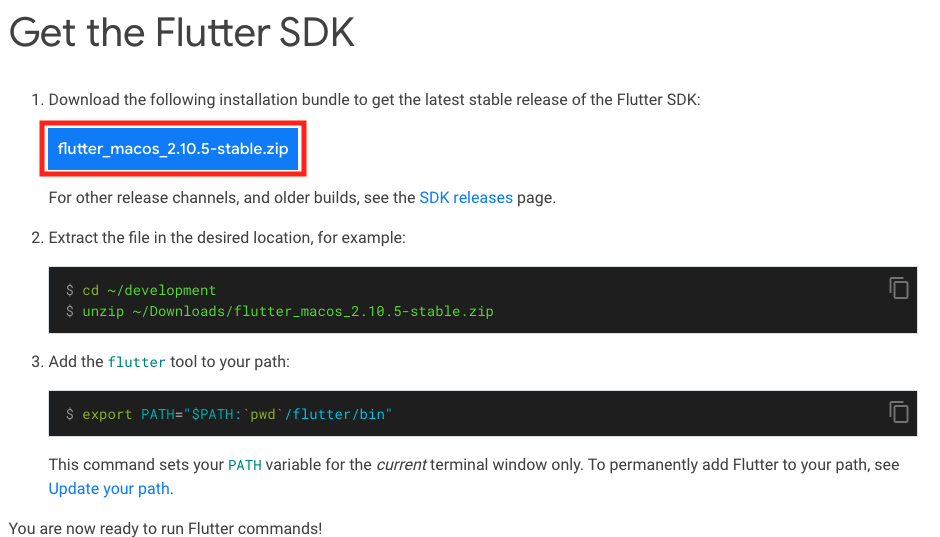 Get the Flutter SDK
1. Download the following installation bundle to get the latest stable release of the Flutter SDK:
flutter_macos_2.10.5-stable.zip
For other release channels, and older builds, see the SDK releases page.
2. Extract the file in the desired location, for example:
$ cd ~/development
$ unzip ~/Downloads/flutter_macos_2.10.5-stable.zip
3. Add the flutter tool to your path:
$ export PATH="$PATH:`pwd`/flutter/bin"
This command sets your PATH variable for the current terminal window only. To permanently add Flutter to your path, see
Update your path.
You are now ready to run Flutter commands!